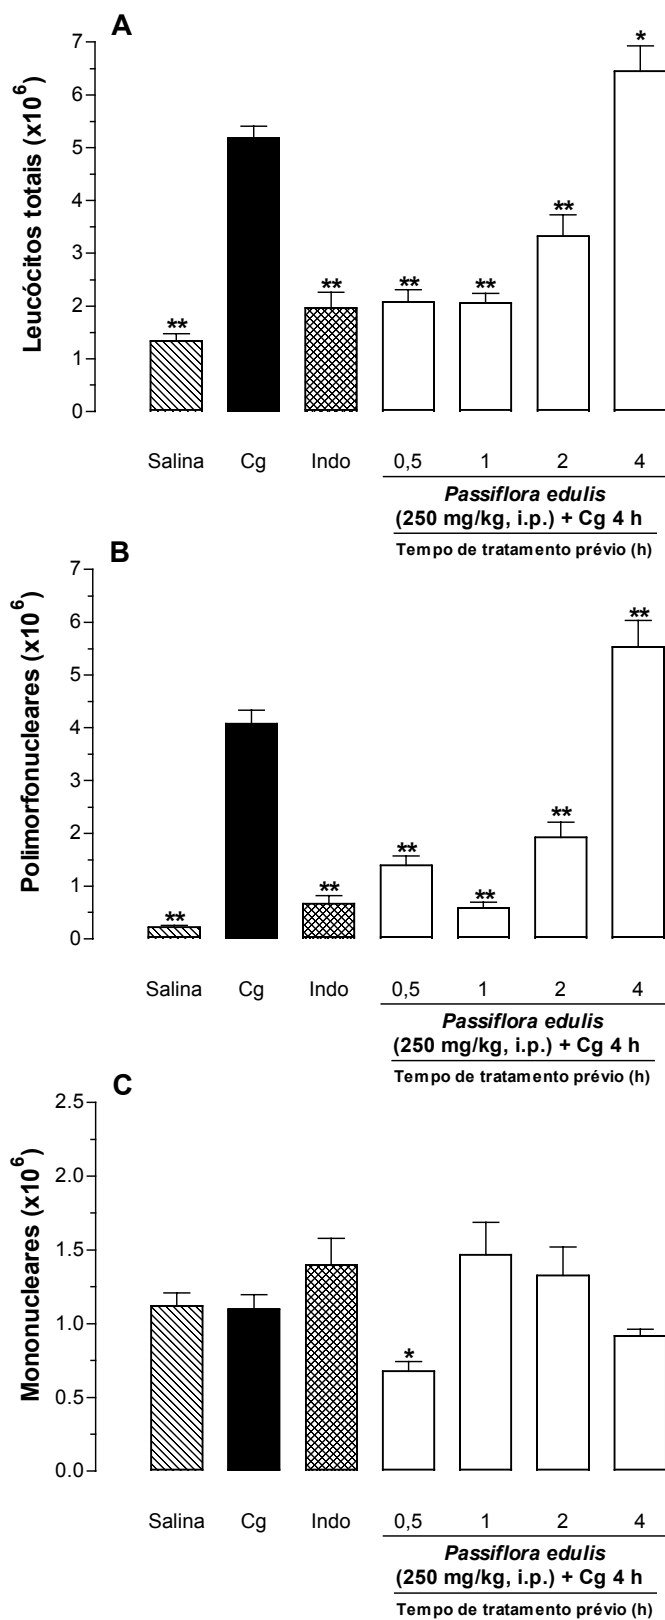 A
Leucócitos totais (x10⁶)
7
6
5
4
3
2
1
0
**
**
**
**
**
*
Salina Cg Indo 0,5 1 2 4
Passiflora edulis
(250 mg/kg, i.p.) + Cg 4 h
Tempo de tratamento prévio (h)
B
Polimorfonucleares (x10⁶)
7
6
5
4
3
2
1
0
**
**
**
**
**
**
Salina Cg Indo 0,5 1 2 4
Passiflora edulis
(250 mg/kg, i.p.) + Cg 4 h
Tempo de tratamento prévio (h)
C
Mononucleares (x10⁶)
2.5
2.0
1.5
1.0
0.5
0.0
*
Salina Cg Indo 0,5 1 2 4
Passiflora edulis
(250 mg/kg, i.p.) + Cg 4 h
Tempo de tratamento prévio (h)